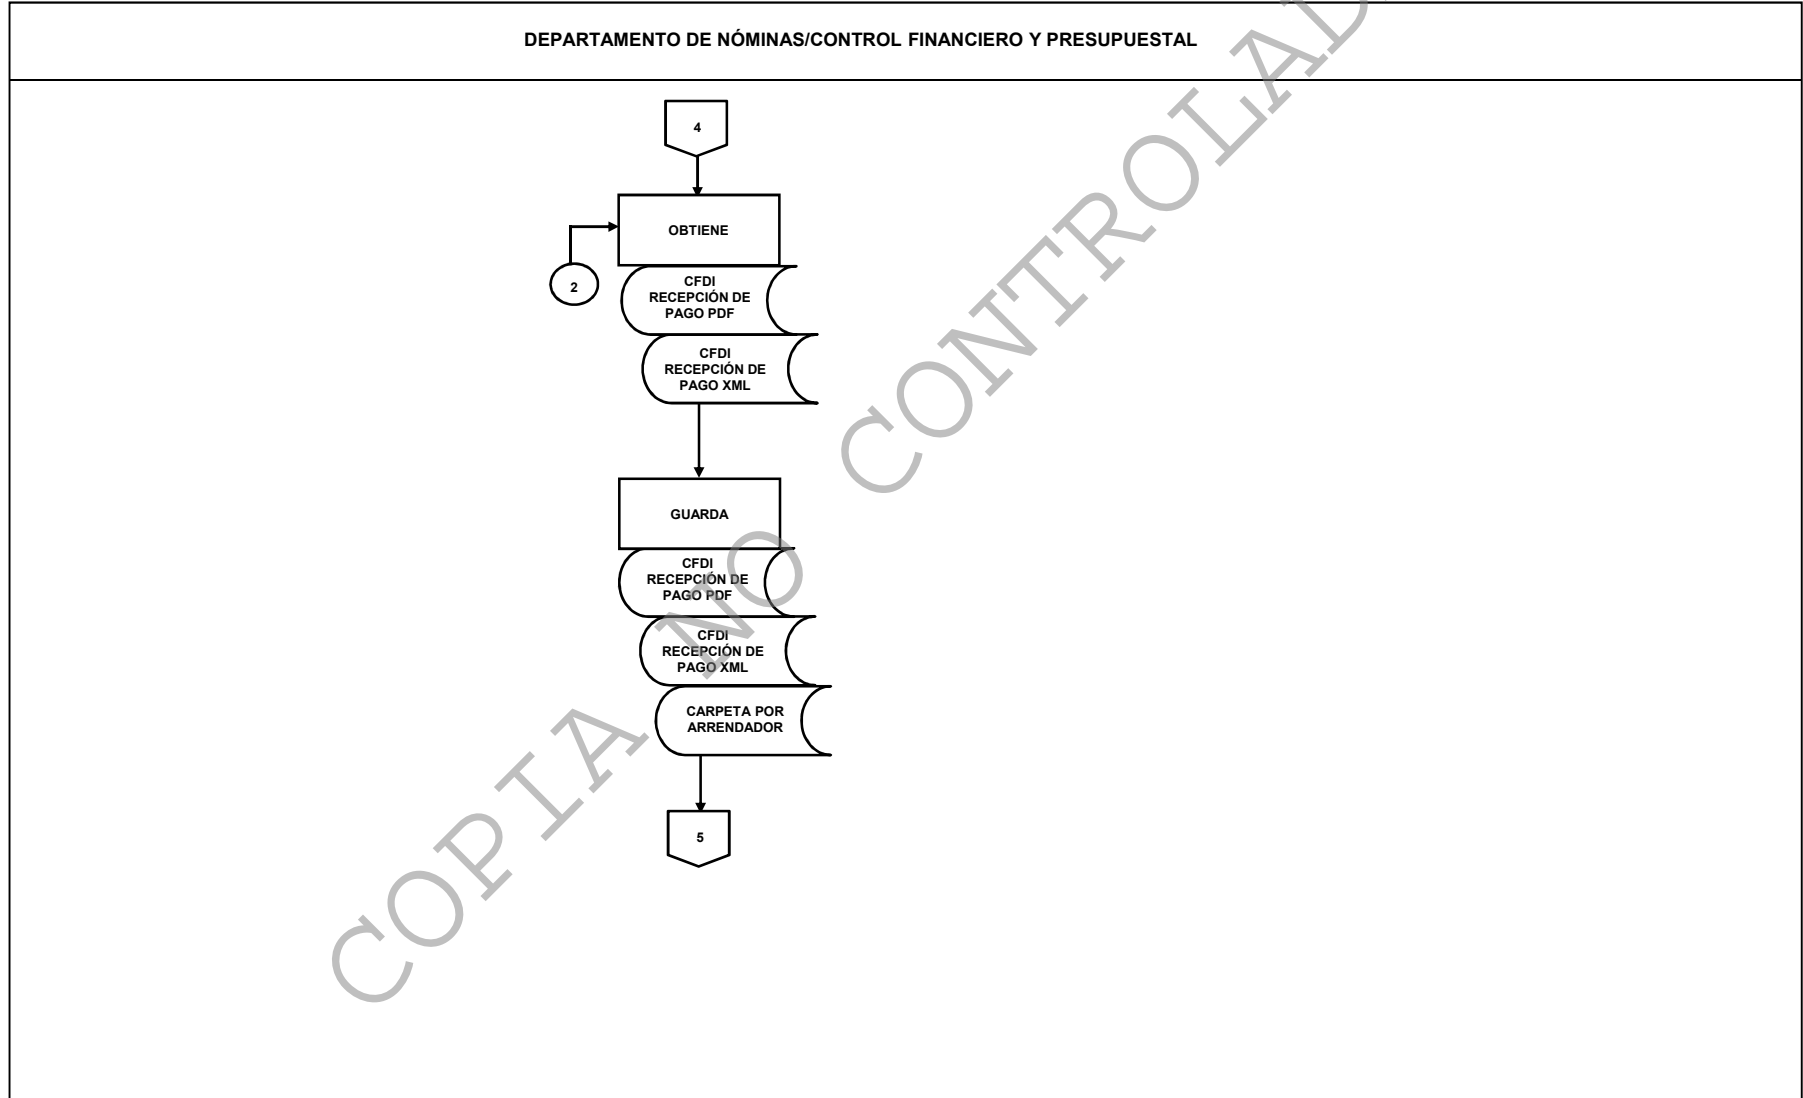 DEPARTAMENTO DE NÓMINAS/CONTROL FINANCIERO Y PRESUPUESTAL
4
OBTIENE
2
CFDI
RECEPCIÓN DE
PAGO PDF
CFDI
RECEPCIÓN DE
PAGO XML
GUARDA
CFDI
RECEPCIÓN DE
PAGO PDF
CFDI
RECEPCIÓN DE
PAGO XML
CARPETA POR
ARRENDADOR
5
COPIA NO CONTROLAD